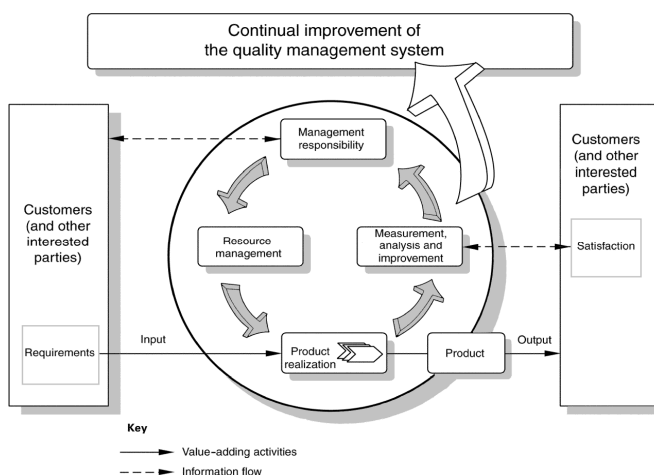 Continual improvement of
the quality management system
Customers
(and other
interested
parties)
Requirements
Input
Management
responsibility
Resource
management
Measurement,
analysis and
improvement
Product
realization
Product
Output
Customers
(and other
interested
parties)
Satisfaction
Key
Value-adding activities
Information flow